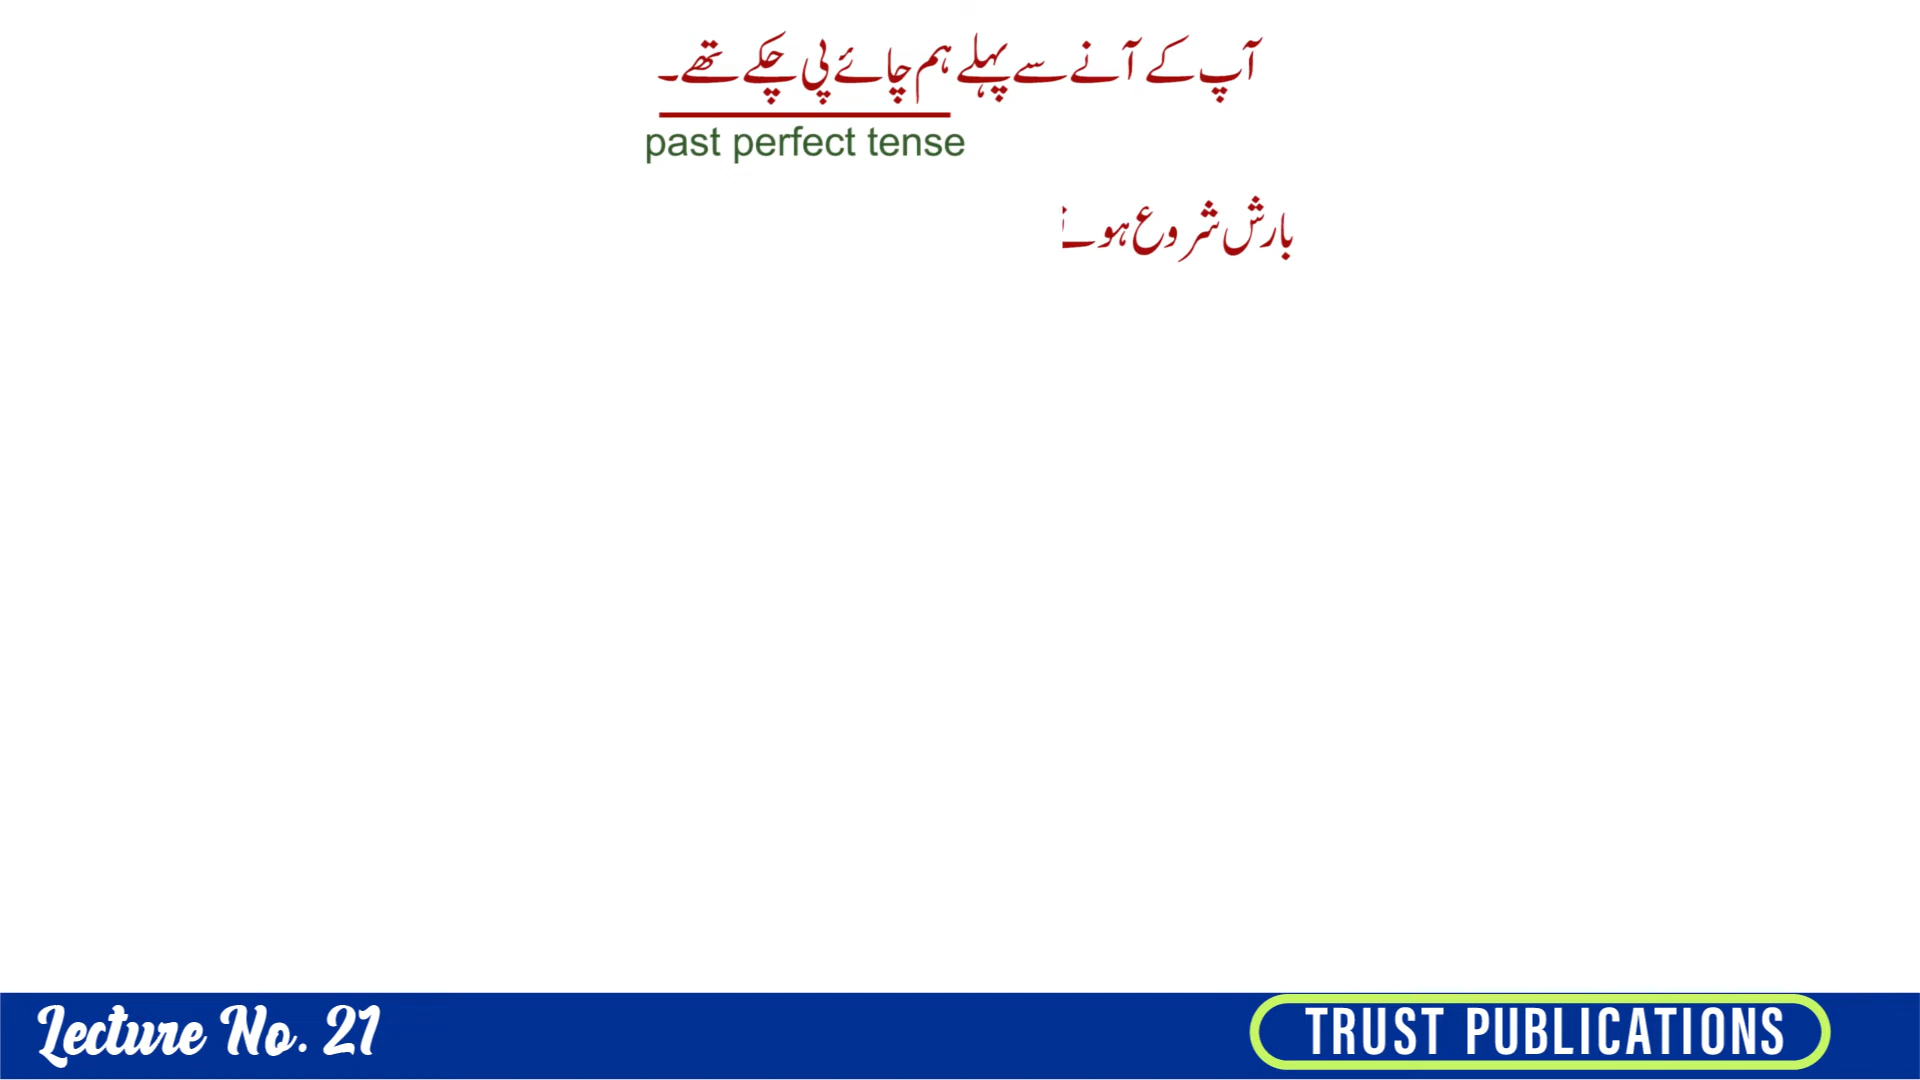 آپ کے آنے سے پہلے ہم چائے پی چکے تھے۔
past perfect tense
بارش شروع ہونے
Lecture No. 21
TRUST PUBLICATIONS